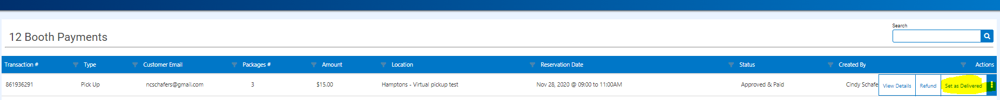 Search
12 Booth Payments
Transaction # Type Customer Email Packages # Amount Location Reservation Date Status Created By Actions
861936291 Pick Up ncschafers@gmail.com 3 $15.00 Hamptons - Virtual pickup test Nov 28, 2020 @ 09:00 to 11:00AM Approved & Paid Cindy Schafe View Details Refund Set as Delivered